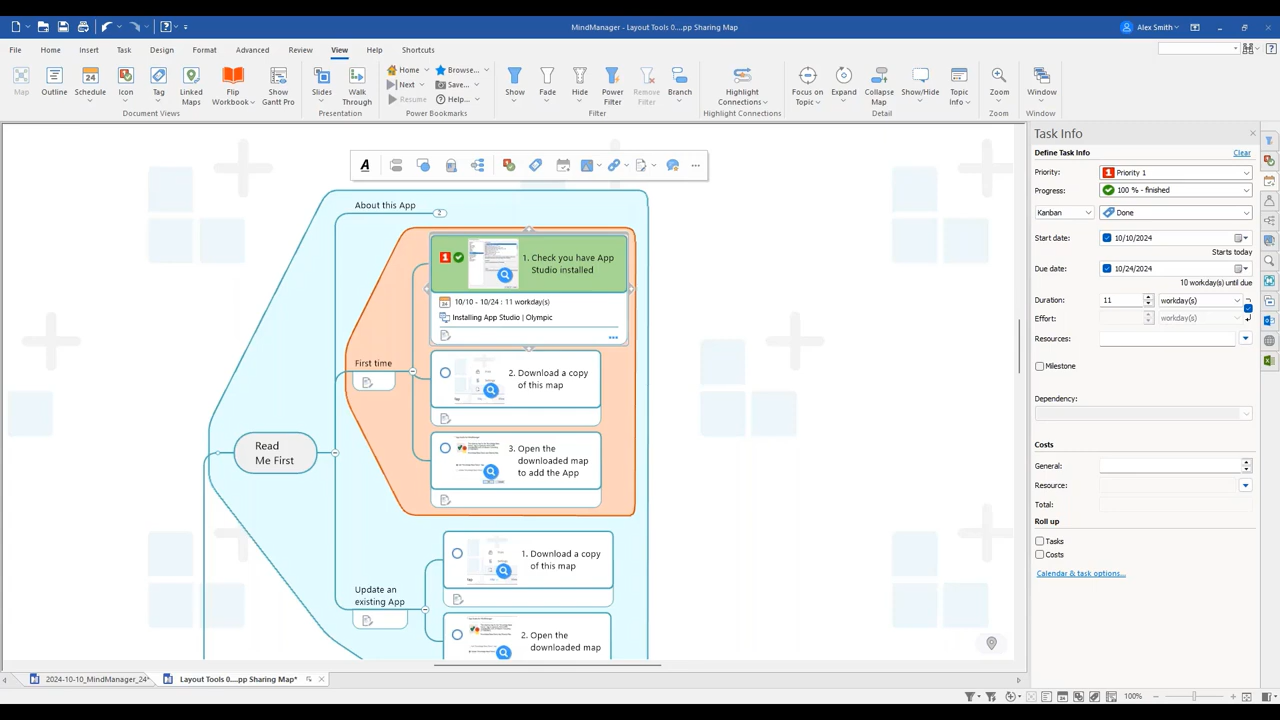 MindManager - Layout Tools 0....pp Sharing Map*
Alex Smith
File Home Insert Task Design Format Advanced Review View Help Shortcuts
Map
Outline
Schedule
Icon
Tag
Linked
Maps
Flip
Workbook
Show
Gantt Pro
Document Views
Slides
Walk
Through
Presentation
Home
Next
Resume
Browse...
Save...
Help...
Power Bookmarks
Show
Fade
Hide
Power
Filter
Remove
Filter
Branch
Filter
Highlight
Connections
Highlight Connections
Focus on
Topic
Expand
Collapse
Map
Show/Hide
Topic
Info
Detail
Zoom
Zoom
Window
Window
About this App
2
1. Check you have App
Studio installed
10/10 - 10/24 : 11 workday(s)
Installing App Studio | Olympic
First time
2. Download a copy
of this map
3. Open the
downloaded map
to add the App
Read
Me First
1. Download a copy
of this map
Update an
existing App
2. Open the
downloaded map
Task Info
Define Task Info Clear
Priority: 1 Priority 1
Progress: 100 % - finished
Kanban Done
Start date: 10/10/2024
Starts today
Due date: 10/24/2024
10 workday(s) until due
Duration: 11 workday(s)
Effort: workday(s)
Resources:
Milestone
Dependency:
Costs
General:
Resource:
Total:
Roll up
Tasks
Costs
Calendar & task options...
2024-10-10_MindManager_24*
Layout Tools 0....pp Sharing Map*
100%